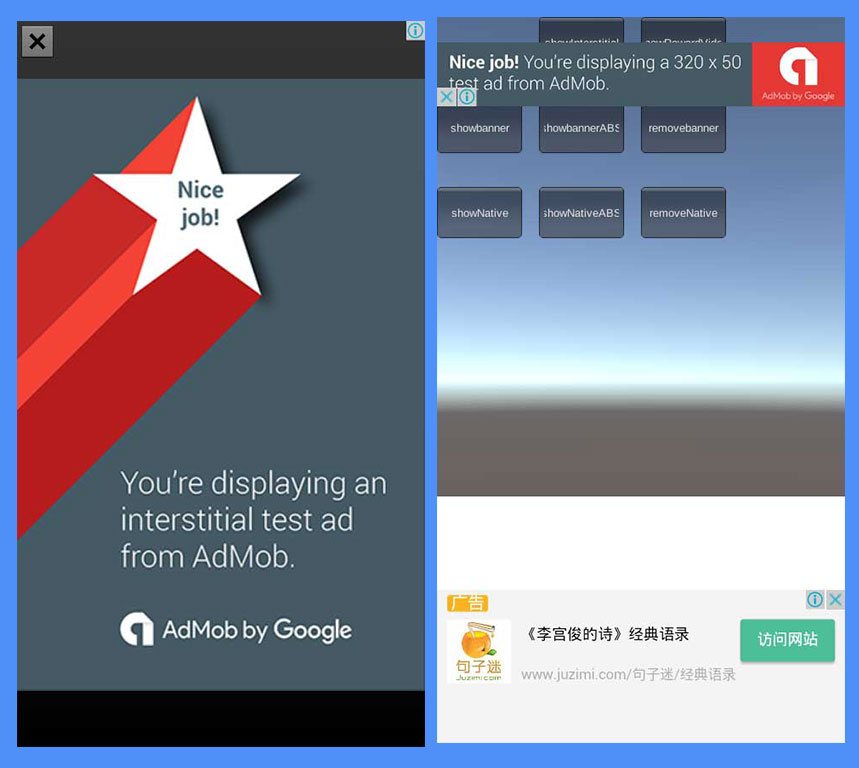 Nice
job!
You're displaying an
interstitial test ad
from AdMob.
AdMob by Google
Nice job! You're displaying a 320 x 50
test ad from AdMob.
AdMob by Google
showbanner
showbannerABS
removebanner
showNative
showNativeABS
removeNative
广告
《李宫俊的诗》经典语录
访问网站
句子迷
Juzimi.com
www.juzimi.com/句子迷/经典语录